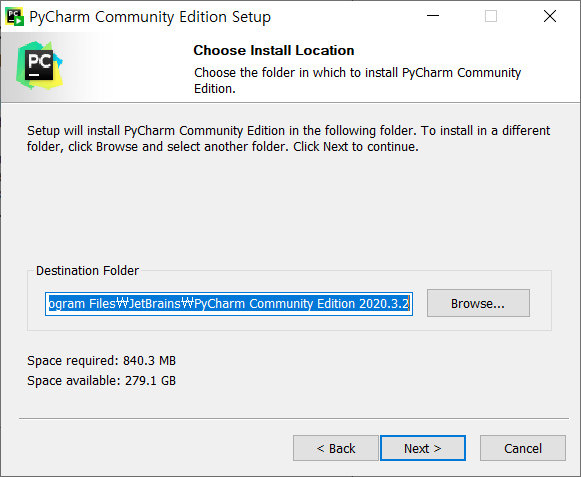 PyCharm Community Edition Setup
PC
Choose Install Location
Choose the folder in which to install PyCharm Community
Edition.
Setup will install PyCharm Community Edition in the following folder. To install in a different
folder, click Browse and select another folder. Click Next to continue.
Destination Folder
ogram Files₩JetBrains₩PyCharm Community Edition 2020.3.2
Browse...
Space required: 840.3 MB
Space available: 279.1 GB
< Back
Next >
Cancel